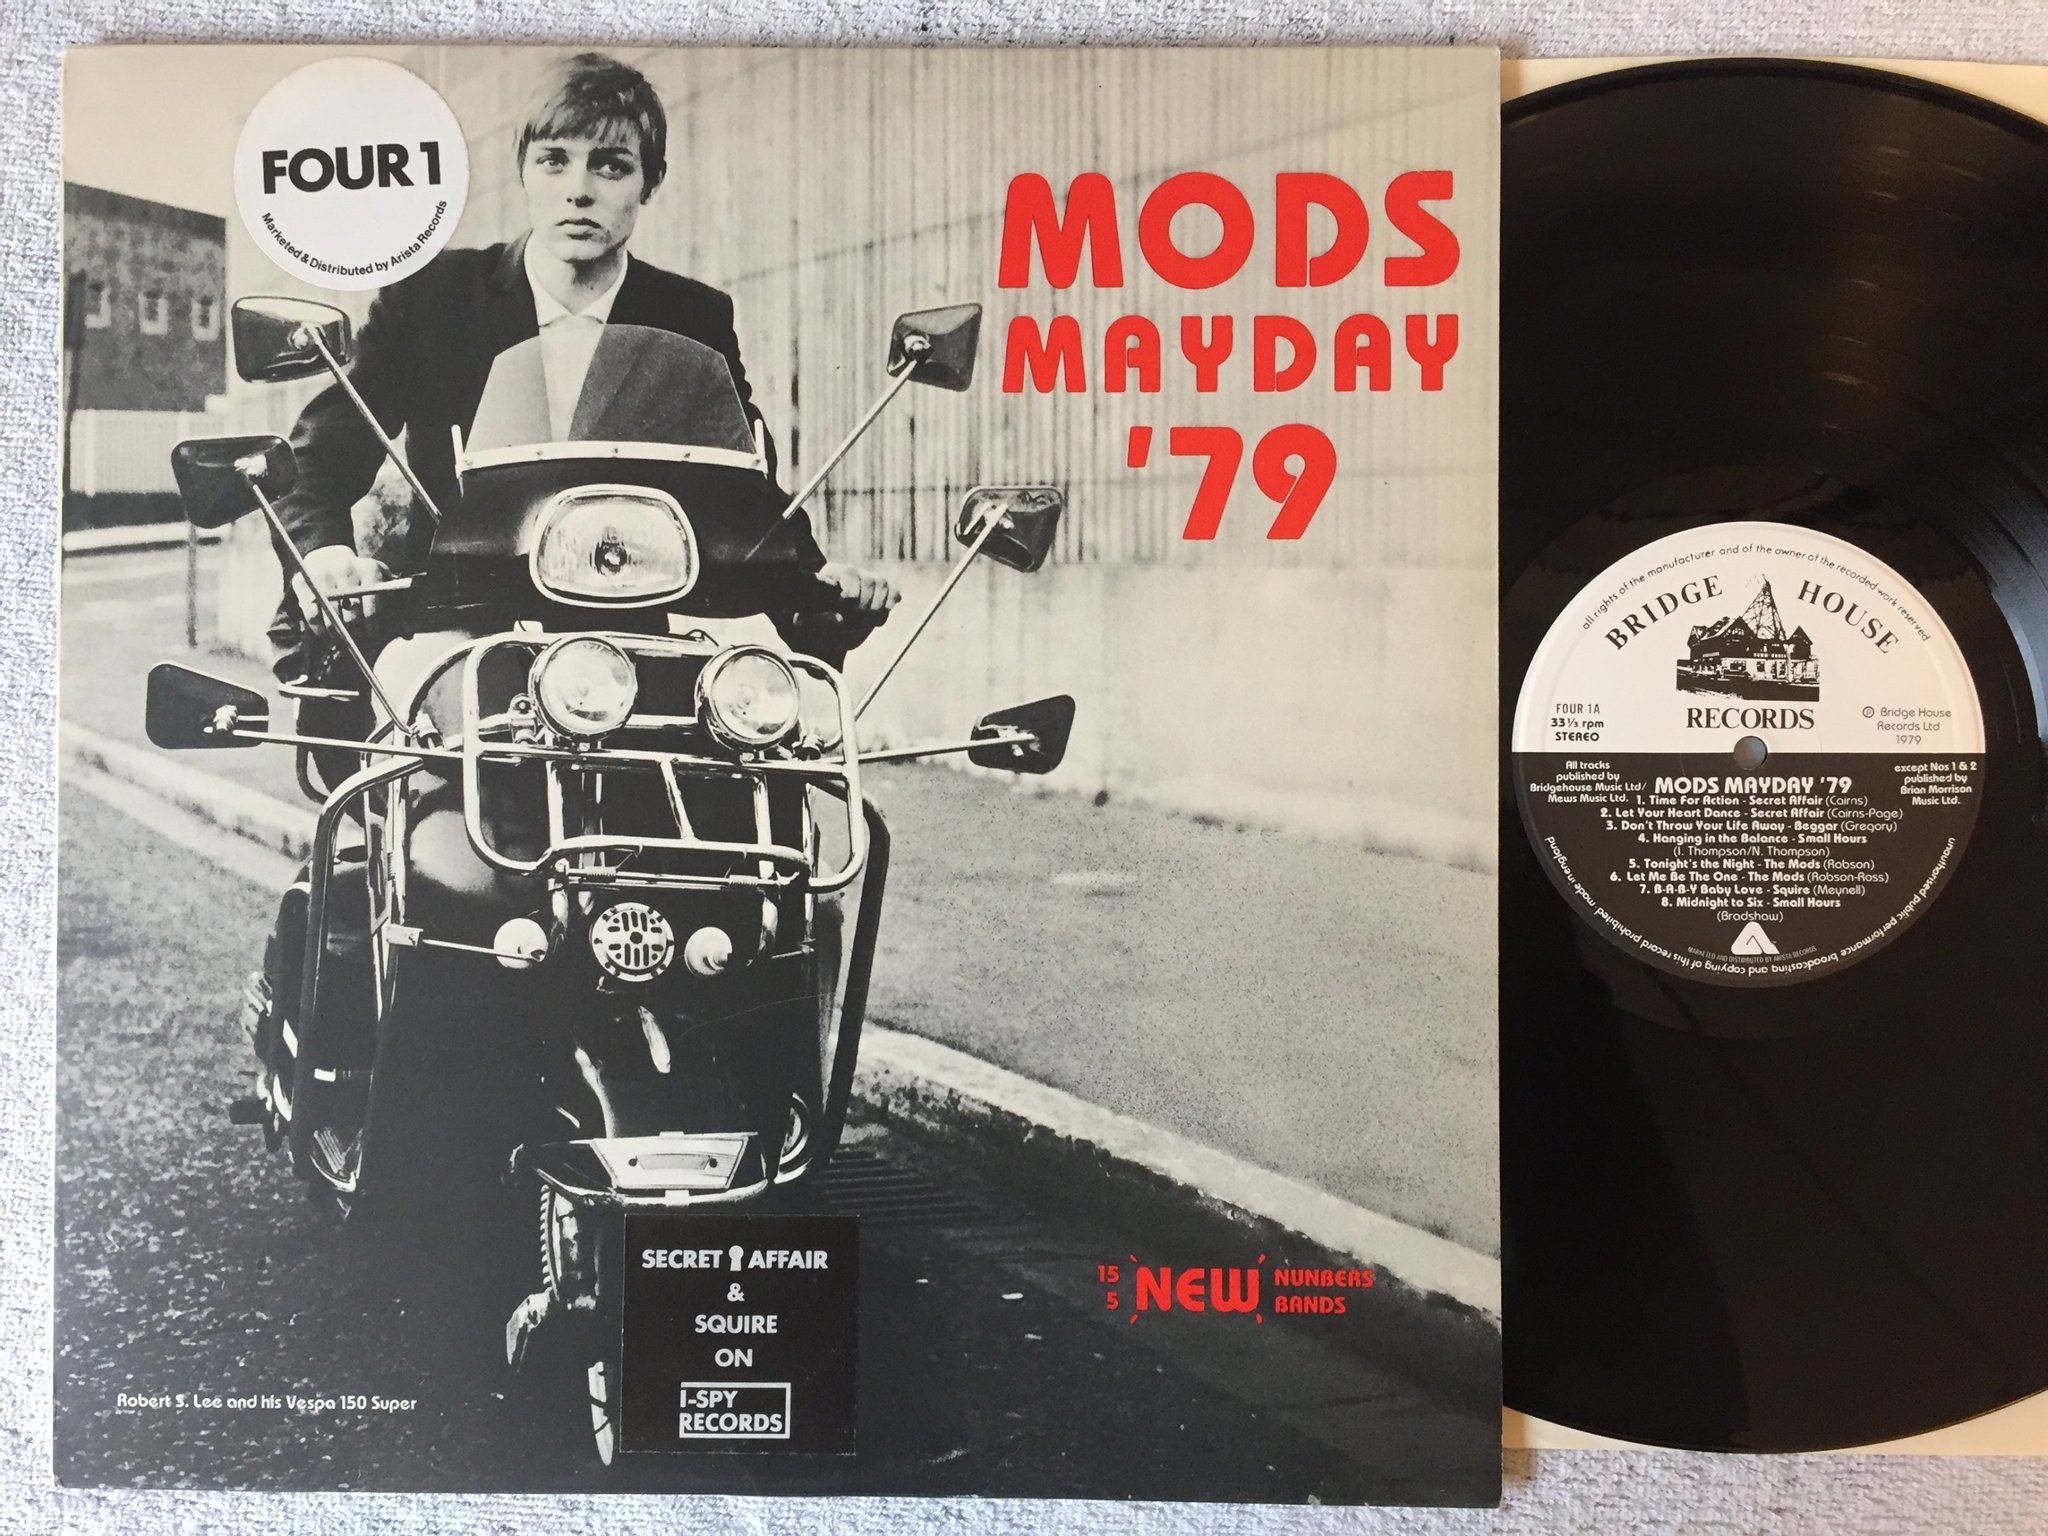 FOUR 1
Marketed & Distributed by Arista Records
MODS
MAYDAY
'79
SECRET AFFAIR
&
SQUIRE
ON
I-SPY
RECORDS
15 NEW NUNBERS
5 BANDS
Robert S. Lee and his Vespa 150 Super
all rights of the manufacturer and of the owner of the recorded work reserved
BRIDGE HOUSE
RECORDS
FOUR 1A
33⅓ rpm
STEREO
Ⓟ Bridge House
Records Ltd
1979
All tracks
published by
Bridgehouse Music Ltd/
Mews Music Ltd.
except Nos 1 & 2
published by
Brian Morrison
Music Ltd.
MODS MAYDAY '79
1. Time For Action - Secret Affair (Cairns)
2. Let Your Heart Dance - Secret Affair (Cairns-Page)
3. Don't Throw Your Life Away - Beggar (Gregory)
4. Hanging in the Balance - Small Hours
(I. Thompson/N. Thompson)
5. Tonight's the Night - The Mods (Robson)
6. Let Me Be The One - The Mods (Robson-Ross)
7. B-A-B-Y Baby Love - Squire (Meynell)
8. Midnight to Six - Small Hours
(Bradshaw)
MARKETED AND DISTRIBUTED BY ARISTA RECORDS
unauthorised public performance broadcasting and copying of this record prohibited - made in england